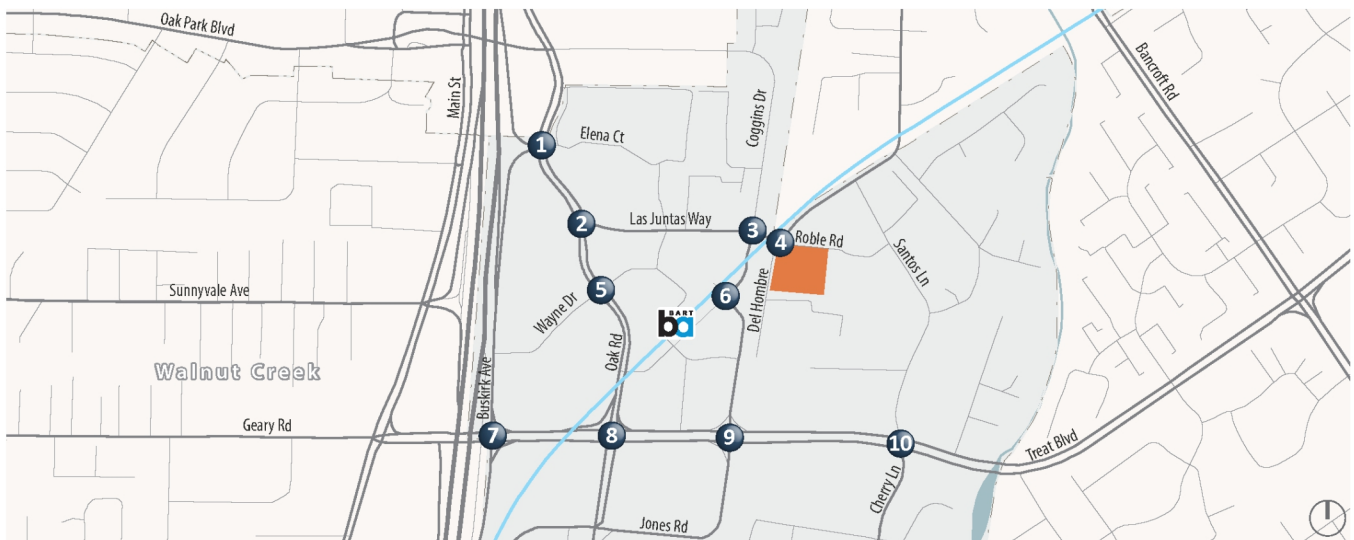 Oak Park Blvd
Main St
Coggins Dr
Bancroft Rd
1
Elena Ct
2
Las Juntas Way
3
4
Roble Rd
Santos Ln
Sunnyvale Ave
Wayne Dr
5
6
Del Hombre
BART
ba
Oak Rd
Walnut Creek
Buskirk Ave
Geary Rd
7
8
9
10
Treat Blvd
Cherry Ln
Jones Rd